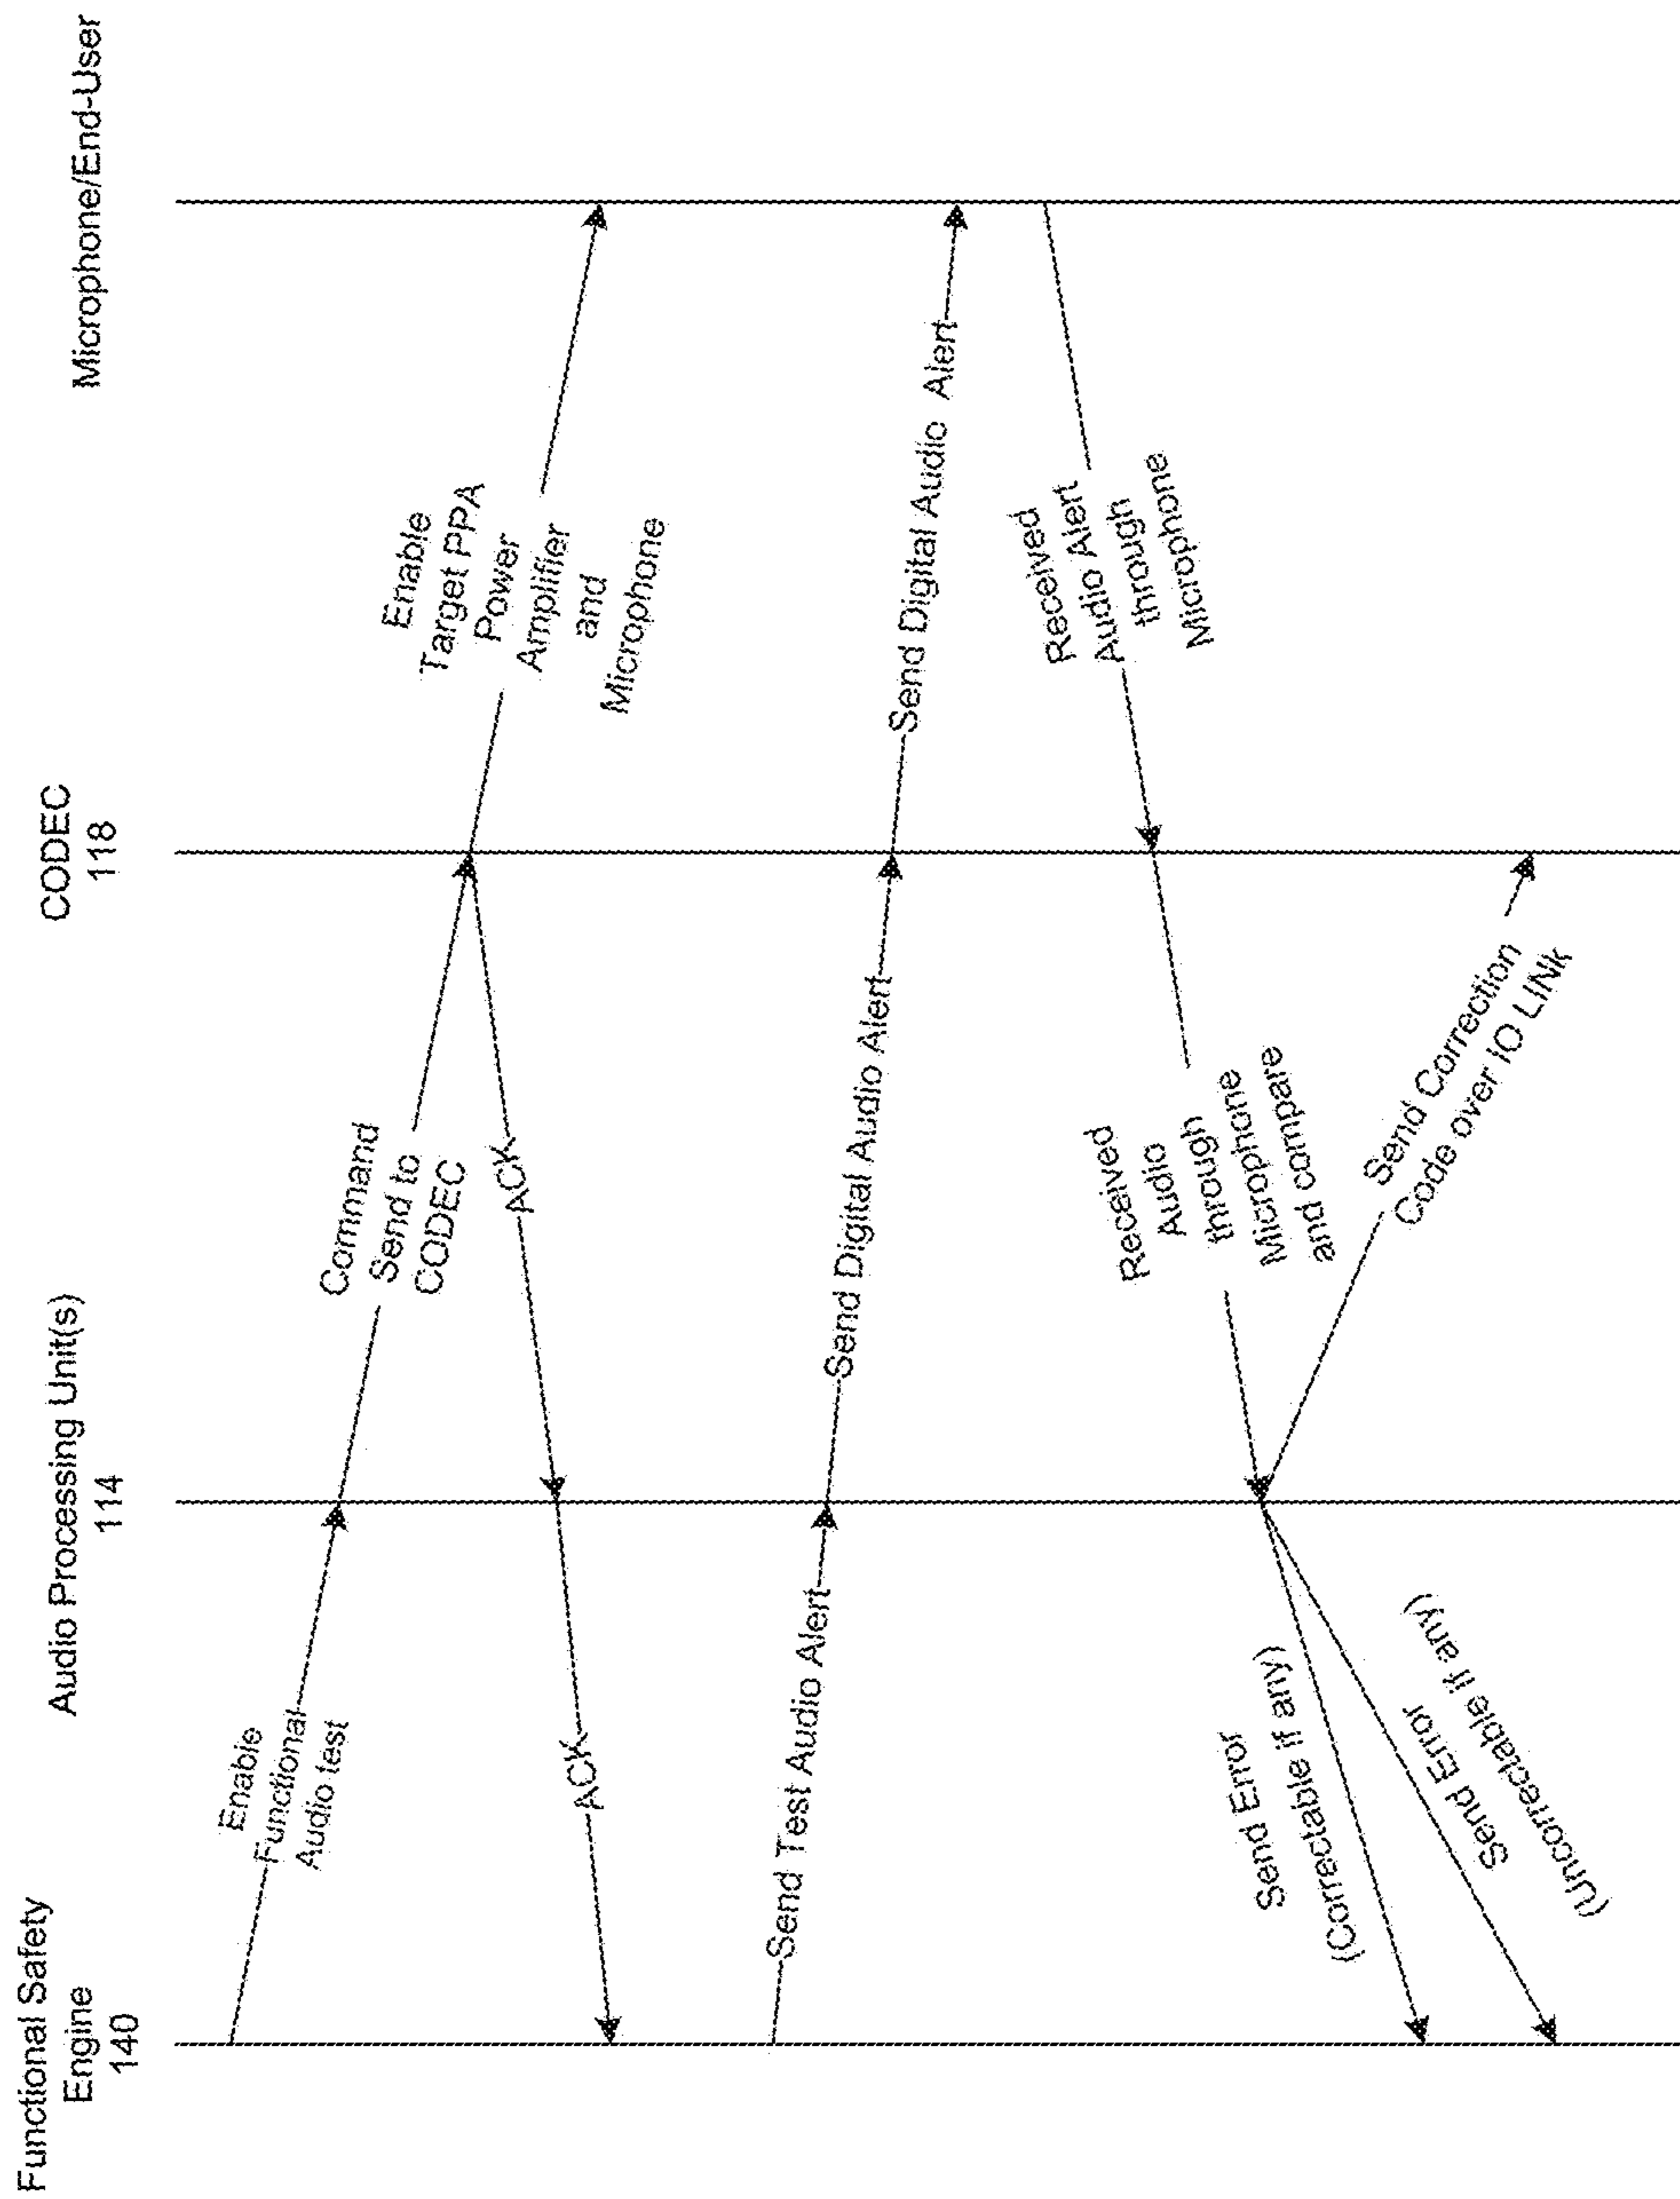 Functional Safety
Engine
140
Audio Processing Unit(s)
114
CODEC
118
Microphone/End-User
Enable
Functional
Audio test
Command
Send to
CODEC
Enable
Target PPA
Power
Amplifier
and
Microphone
ACK
ACK
Send Test Audio Alert
Send Digital Audio Alert
Send Digital Audio Alert
Received
Audio Alert
through
Microphone
Received
Audio
through
Microphone
and compare
Send Error
(Correctable if any)
Send Error
(Uncorrectable if any)
Send Correction
Code over IO LINk